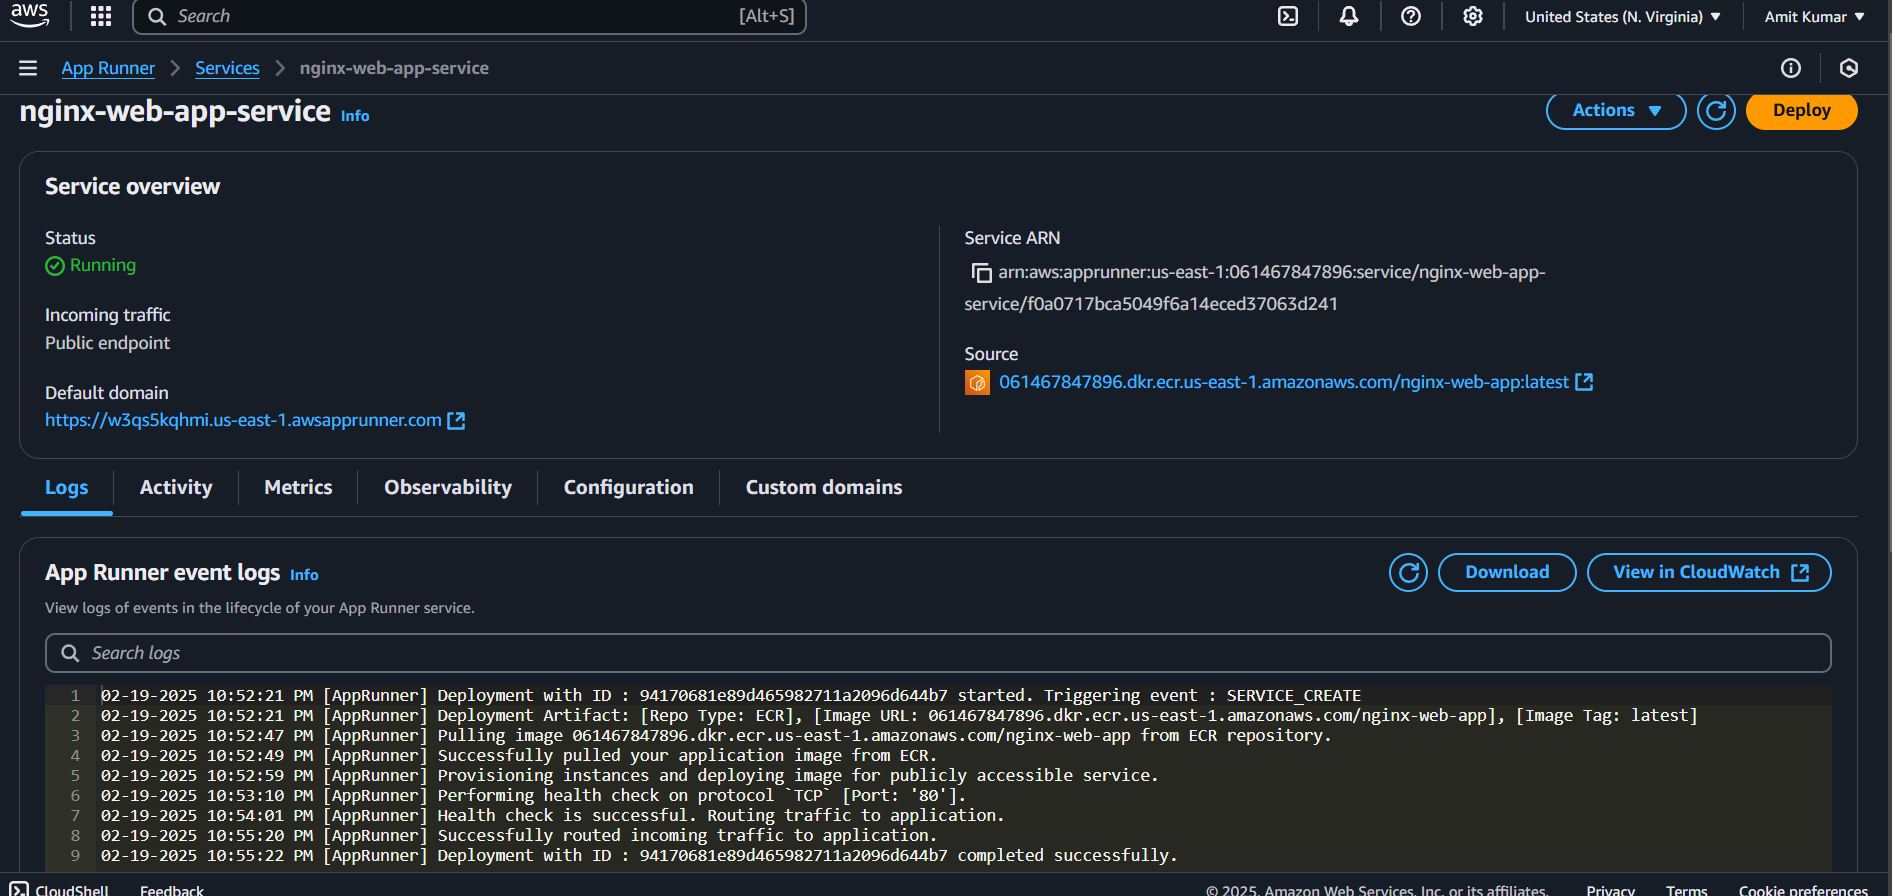 aws
Search
[Alt+S]
United States (N. Virginia)
Amit Kumar
App Runner
Services
nginx-web-app-service
nginx-web-app-service Info
Actions
Deploy
Service overview
Status
Running
Incoming traffic
Public endpoint
Default domain
https://w3qs5kqhmi.us-east-1.awsapprunner.com
Service ARN
arn:aws:apprunner:us-east-1:061467847896:service/nginx-web-app-
service/f0a0717bca5049f6a14eced37063d241
Source
061467847896.dkr.ecr.us-east-1.amazonaws.com/nginx-web-app:latest
Logs
Activity
Metrics
Observability
Configuration
Custom domains
App Runner event logs Info
Download
View in CloudWatch
View logs of events in the lifecycle of your App Runner service.
Search logs
1 02-19-2025 10:52:21 PM [AppRunner] Deployment with ID : 94170681e89d465982711a2096d644b7 started. Triggering event : SERVICE_CREATE
2 02-19-2025 10:52:21 PM [AppRunner] Deployment Artifact: [Repo Type: ECR], [Image URL: 061467847896.dkr.ecr.us-east-1.amazonaws.com/nginx-web-app], [Image Tag: latest]
3 02-19-2025 10:52:47 PM [AppRunner] Pulling image 061467847896.dkr.ecr.us-east-1.amazonaws.com/nginx-web-app from ECR repository.
4 02-19-2025 10:52:49 PM [AppRunner] Successfully pulled your application image from ECR.
5 02-19-2025 10:52:59 PM [AppRunner] Provisioning instances and deploying image for publicly accessible service.
6 02-19-2025 10:53:10 PM [AppRunner] Performing health check on protocol `TCP` [Port: '80'].
7 02-19-2025 10:54:01 PM [AppRunner] Health check is successful. Routing traffic to application.
8 02-19-2025 10:55:20 PM [AppRunner] Successfully routed incoming traffic to application.
9 02-19-2025 10:55:22 PM [AppRunner] Deployment with ID : 94170681e89d465982711a2096d644b7 completed successfully.
CloudShell
Feedback
© 2025, Amazon Web Services, Inc. or its affiliates.
Privacy
Terms
Cookie preferences